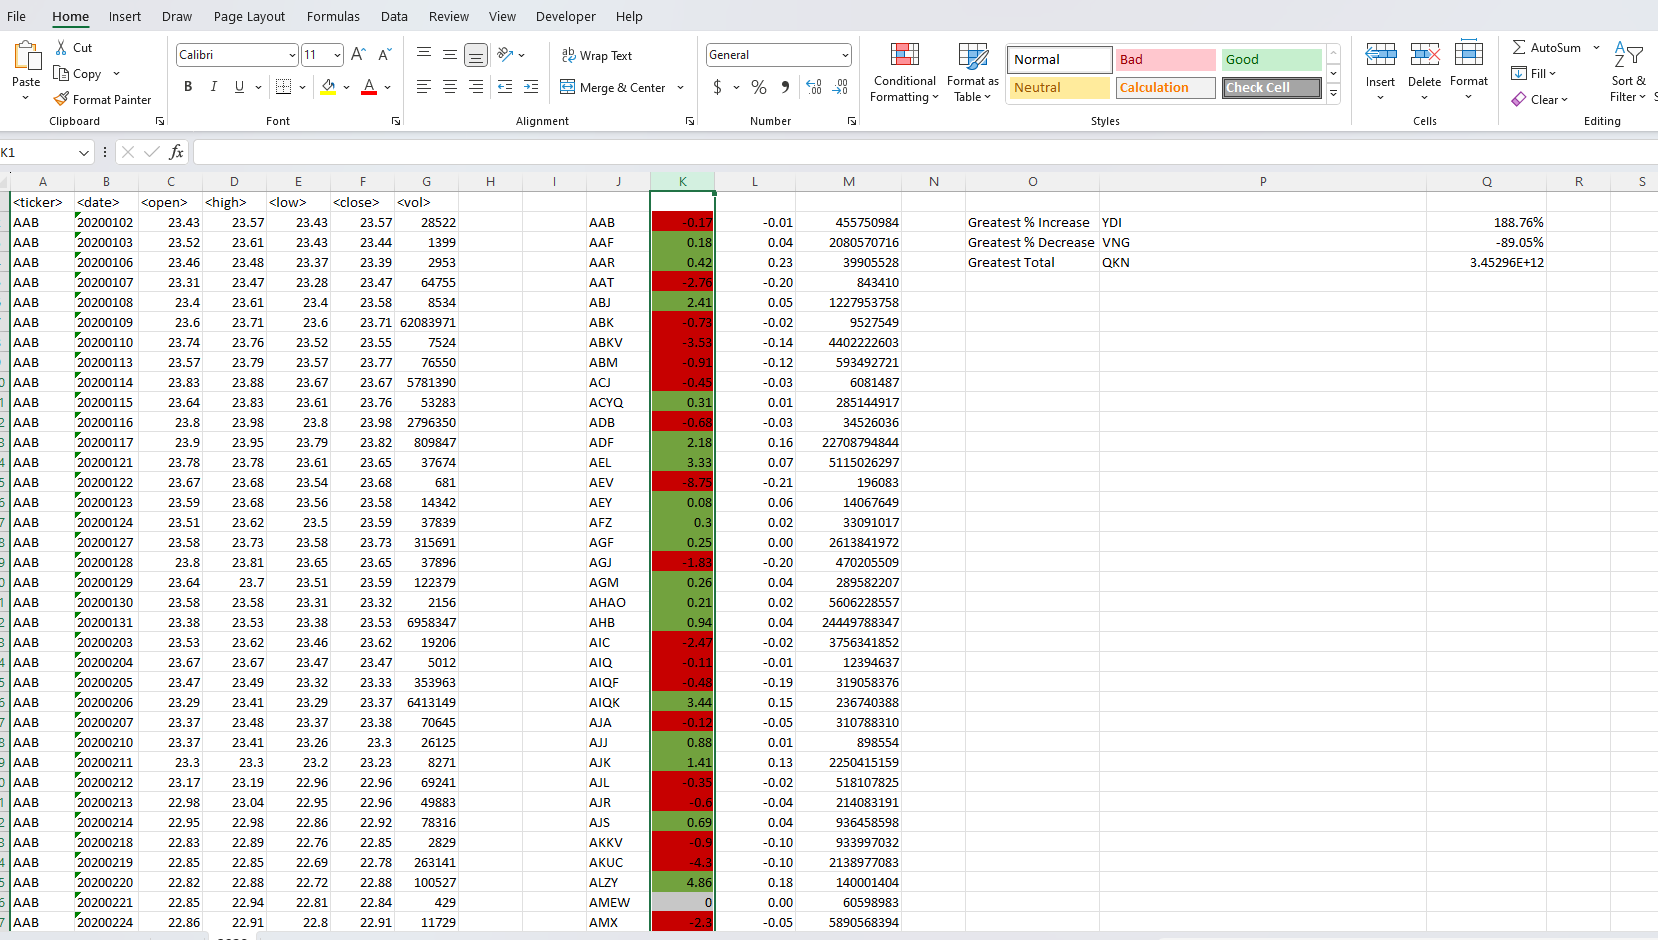 File Home Insert Draw Page Layout Formulas Data Review View Developer Help
Paste Cut Calibri 11 Wrap Text General Conditional Formatting Format as Table Normal Bad Good Insert Delete Format AutoSum Sort & Filter
Copy B I U Merge & Center $ % Neutral Calculation Check Cell Fill
Format Painter Clear
Clipboard Font Alignment Number Styles Cells Editing
K1 fx
A B C D E F G H I J K L M N O P Q R S
<ticker> <date> <open> <high> <low> <close> <vol>
AAB 20200102 23.43 23.57 23.43 23.57 28522 AAB -0.17 -0.01 455750984 Greatest % Increase YDI 188.76%
AAB 20200103 23.52 23.61 23.43 23.44 1399 AAF 0.18 0.04 2080570716 Greatest % Decrease VNG -89.05%
AAB 20200106 23.46 23.48 23.37 23.39 2953 AAR 0.42 0.23 39905528 Greatest Total QKN 3.45296E+12
AAB 20200107 23.31 23.47 23.28 23.47 64755 AAT -2.76 -0.20 843410
AAB 20200108 23.4 23.61 23.4 23.58 8534 ABJ 2.41 0.05 1227953758
AAB 20200109 23.6 23.71 23.6 23.71 62083971 ABK -0.73 -0.02 9527549
AAB 20200110 23.74 23.76 23.52 23.55 7524 ABKV -3.53 -0.14 4402222603
AAB 20200113 23.57 23.79 23.57 23.77 76550 ABM -0.91 -0.12 593492721
AAB 20200114 23.83 23.88 23.67 23.67 5781390 ACJ -0.45 -0.03 6081487
AAB 20200115 23.64 23.83 23.61 23.76 53283 ACYQ 0.31 0.01 285144917
AAB 20200116 23.8 23.98 23.8 23.98 2796350 ADB -0.68 -0.03 34526036
AAB 20200117 23.9 23.95 23.79 23.82 809847 ADF 2.18 0.16 22708794844
AAB 20200121 23.78 23.78 23.61 23.65 37674 AEL 3.33 0.07 5115026297
AAB 20200122 23.67 23.68 23.54 23.68 681 AEV -8.75 -0.21 196083
AAB 20200123 23.59 23.68 23.56 23.58 14342 AEY 0.08 0.06 14067649
AAB 20200124 23.51 23.62 23.5 23.59 37839 AFZ 0.3 0.02 33091017
AAB 20200127 23.58 23.73 23.58 23.73 315691 AGF 0.25 0.00 2613841972
AAB 20200128 23.8 23.81 23.65 23.65 37896 AGJ -1.83 -0.20 470205509
AAB 20200129 23.64 23.7 23.51 23.59 122379 AGM 0.26 0.04 289582207
AAB 20200130 23.58 23.58 23.31 23.32 2156 AHAO 0.21 0.02 5606228557
AAB 20200131 23.38 23.53 23.38 23.53 6958347 AHB 0.94 0.04 24449788347
AAB 20200203 23.53 23.62 23.46 23.62 19206 AIC -2.47 -0.02 3756341852
AAB 20200204 23.67 23.67 23.47 23.47 5012 AIQ -0.11 -0.01 12394637
AAB 20200205 23.47 23.49 23.32 23.33 353963 AIQF -0.48 -0.19 319058376
AAB 20200206 23.29 23.41 23.29 23.37 6413149 AIQK 3.44 0.15 236740388
AAB 20200207 23.37 23.48 23.37 23.38 70645 AJA -0.12 -0.05 310788310
AAB 20200210 23.37 23.41 23.26 23.3 26125 AJJ 0.88 0.01 898554
AAB 20200211 23.3 23.3 23.2 23.23 8271 AJK 1.41 0.13 2250415159
AAB 20200212 23.17 23.19 22.96 22.96 69241 AJL -0.35 -0.02 518107825
AAB 20200213 22.98 23.04 22.95 22.96 49883 AJR -0.6 -0.04 214083191
AAB 20200214 22.95 22.98 22.86 22.92 78316 AJS 0.69 0.04 936458598
AAB 20200218 22.83 22.89 22.76 22.85 2829 AKKV -0.9 -0.10 933997032
AAB 20200219 22.85 22.85 22.69 22.78 263141 AKUC -4.3 -0.10 2138977083
AAB 20200220 22.82 22.88 22.72 22.88 100527 ALZY 4.86 0.18 140001404
AAB 20200221 22.85 22.94 22.81 22.84 429 AMEW 0 0.00 60598983
AAB 20200224 22.86 22.91 22.8 22.91 11729 AMX -2.3 -0.05 5890568394